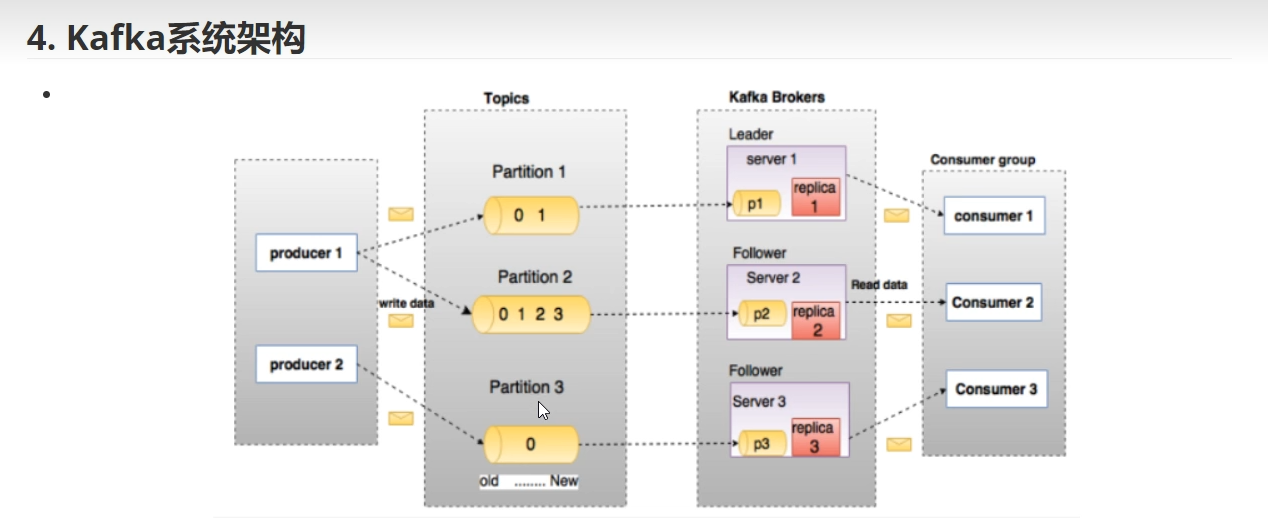 4. Kafka系统架构
Topics
Kafka Brokers
Consumer group
producer 1
producer 2
write data
Partition 1
0 1
Partition 2
0 1 2 3
Partition 3
0
old ........ New
Leader
server 1
p1
replica
1
Follower
Server 2
p2
replica
2
Follower
Server 3
p3
replica
3
Read data
consumer 1
Consumer 2
Consumer 3